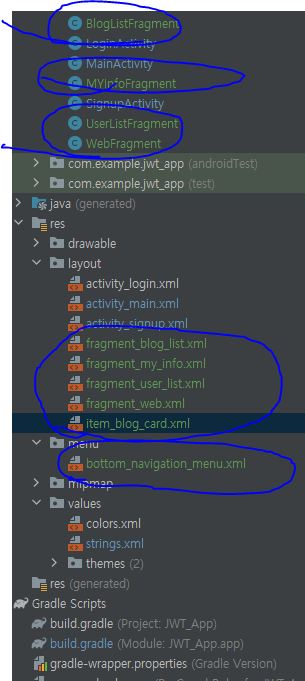 BlogListFragment
LoginActivity
MainActivity
MYInfoFragment
SignupActivity
UserListFragment
WebFragment
com.example.jwt_app (androidTest)
com.example.jwt_app (test)
java (generated)
res
drawable
layout
activity_login.xml
activity_main.xml
activity_signup.xml
fragment_blog_list.xml
fragment_my_info.xml
fragment_user_list.xml
fragment_web.xml
item_blog_card.xml
menu
bottom_navigation_menu.xml
mipmap
values
colors.xml
strings.xml
themes (2)
res (generated)
Gradle Scripts
build.gradle (Project: JWT_App)
build.gradle (Module: JWT_App.app)
gradle-wrapper.properties (Gradle Version)